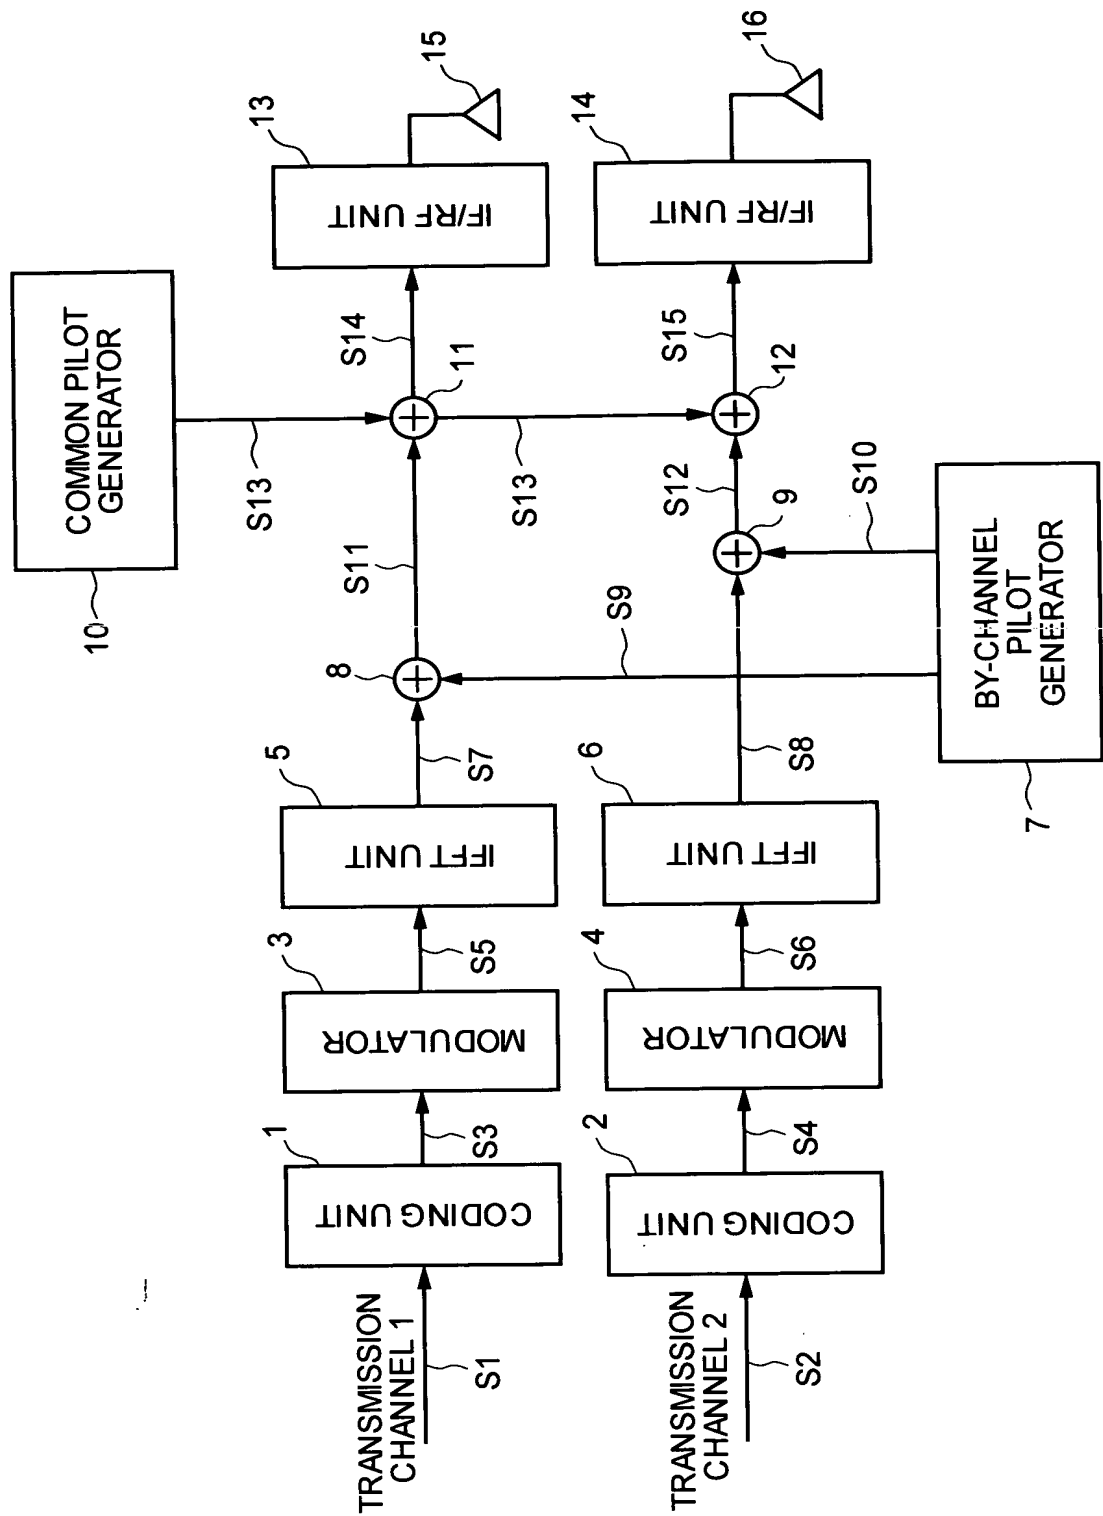 COMMON PILOT
GENERATOR
10
S13
13
15
IF/RF UNIT
S14
11
S13
S11
8
S9
5
S7
IFFT UNIT
3
S5
MODULATOR
1
S3
CODING UNIT
TRANSMISSION
CHANNEL 1
S1
14
16
IF/RF UNIT
S15
12
S12
9
S10
BY-CHANNEL
PILOT
GENERATOR
7
6
S8
IFFT UNIT
4
S6
MODULATOR
2
S4
CODING UNIT
TRANSMISSION
CHANNEL 2
S2